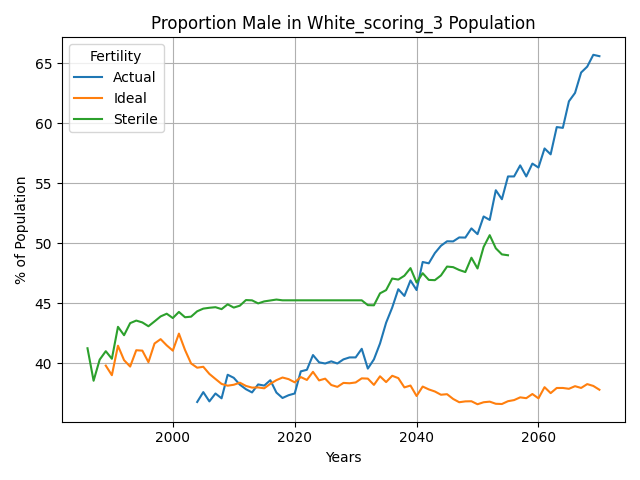 Proportion Male in White_scoring_3 Population
Fertility
Actual
Ideal
Sterile
% of Population
65
60
55
50
45
40
2000
2020
2040
2060
Years